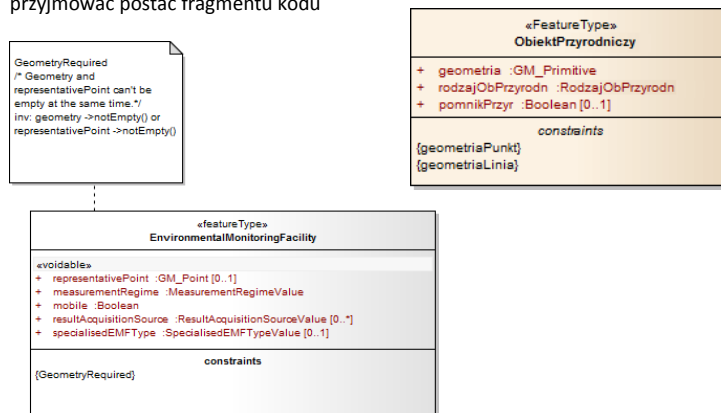 przyjmować postać fragmentu kodu
GeometryRequired
/* Geometry and
representativePoint can't be
empty at the same time.*/
inv: geometry ->notEmpty() or
representativePoint ->notEmpty()
«FeatureType»
ObiektPrzyrodniczy
+ geometria :GM_Primitive
+ rodzajObPrzyrodn :RodzajObPrzyrodn
+ pomnikPrzyr :Boolean [0..1]
constraints
{geometriaPunkt}
{geometriaLinia}
«featureType»
EnvironmentalMonitoringFacility
«voidable»
+ representativePoint :GM_Point [0..1]
+ measurementRegime :MeasurementRegimeValue
+ mobile :Boolean
+ resultAcquisitionSource :ResultAcquisitionSourceValue [0..*]
+ specialisedEMFType :SpecialisedEMFTypeValue [0..1]
constraints
{GeometryRequired}